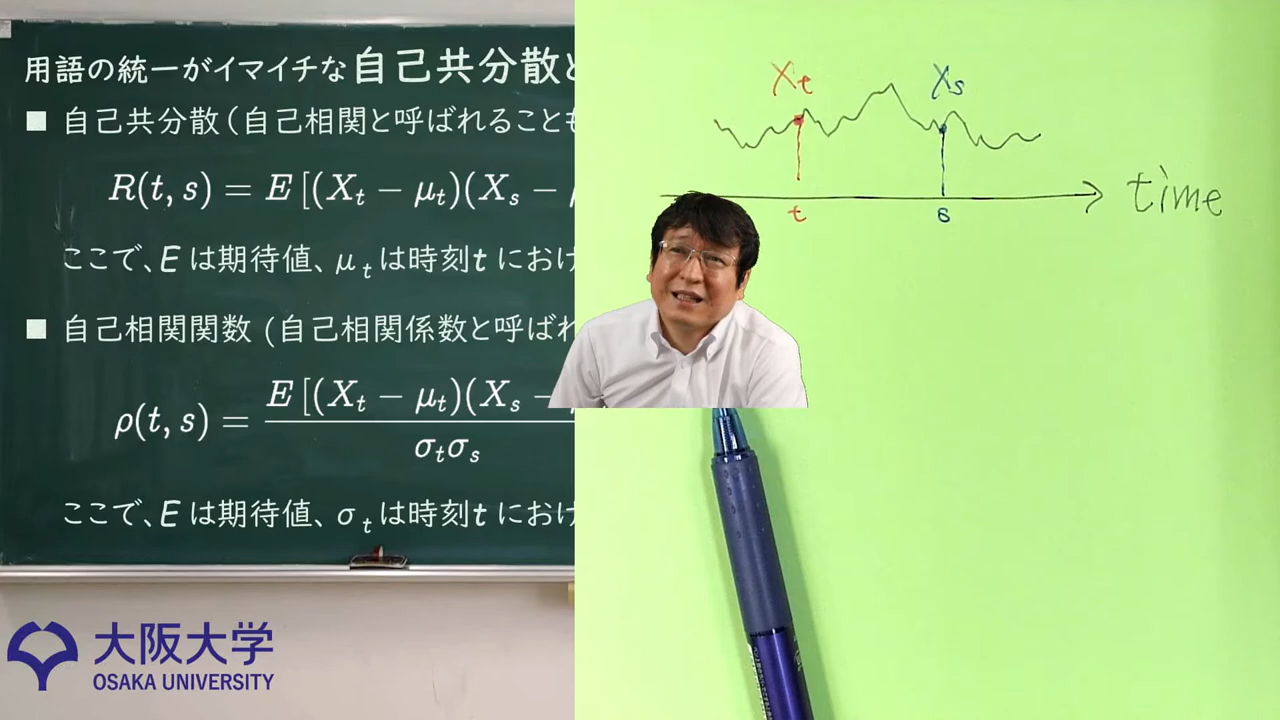 用語の統一がイマイチな自己共分散と
■ 自己共分散(自己相関と呼ばれることも
R(t, s) = E [(X_t − μ_t)(X_s −
ここで、E は期待値、μ_t は時刻t におけ
■ 自己相関関数 (自己相関係数と呼ばれ
ρ(t, s) = E [(X_t − μ_t)(X_s − / σ_tσ_s
ここで、E は期待値、σ_t は時刻t におけ
大阪大学
OSAKA UNIVERSITY
X_t X_s
time
t s